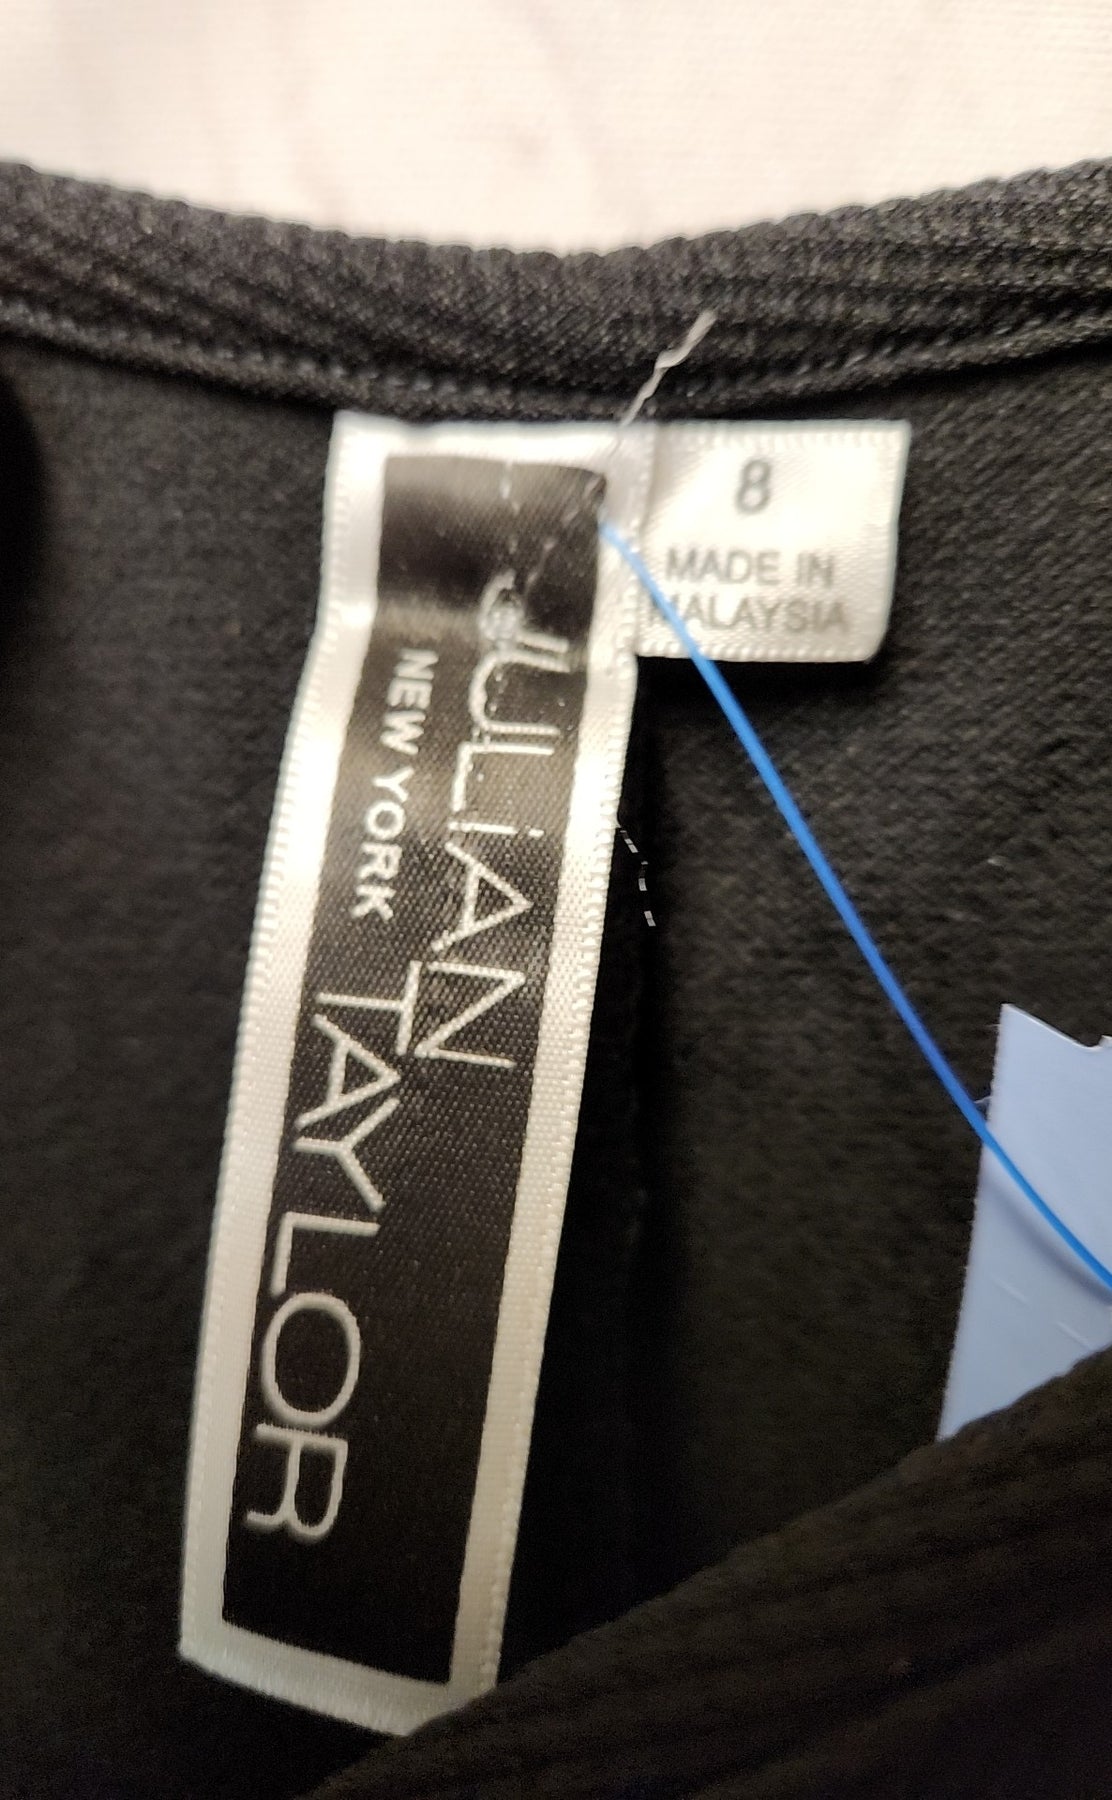 JULiAN
NEW YORK TAYLOR
8
MADE IN
MALAYSIA